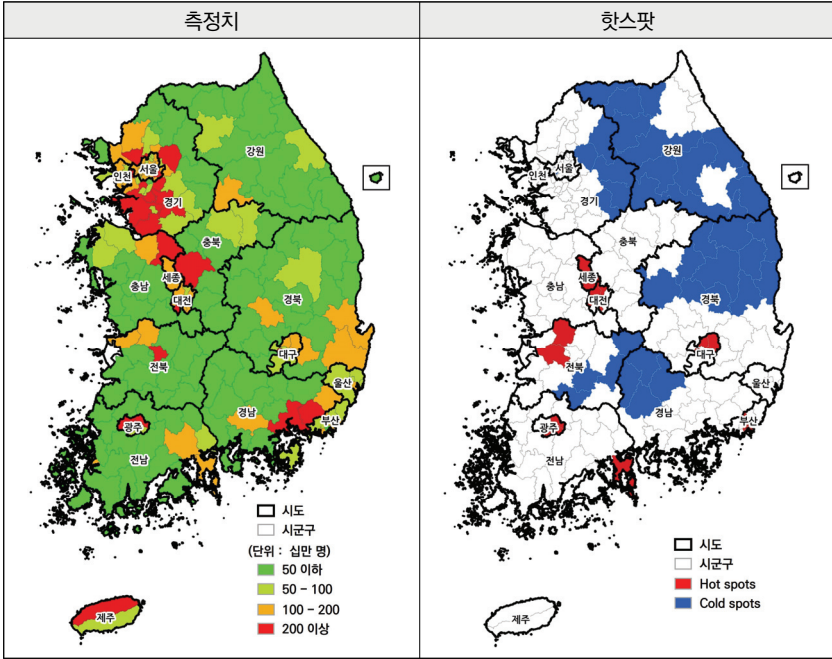 측정치
핫스팟
강원
서울
인천
경기
충북
세종
충남
대전
경북
대구
전북
울산
경남
부산
광주
전남
제주
시도
시군구
(단위 : 십만 명)
50 이하
50 - 100
100 - 200
200 이상
강원
서울
인천
경기
충북
세종
충남
대전
경북
대구
전북
울산
경남
부산
광주
전남
제주
시도
시군구
Hot spots
Cold spots